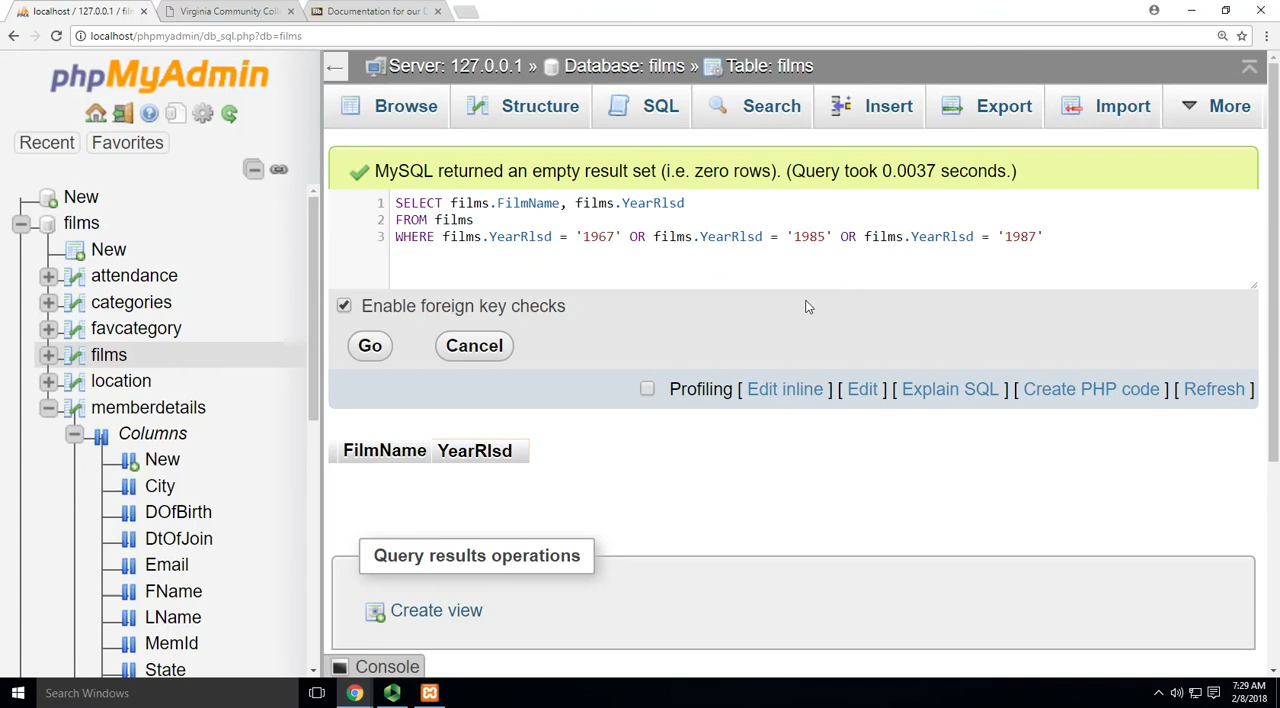 localhost / 127.0.0.1 / fil
Virginia Community Coll
Documentation for our D
localhost/phpmyadmin/db_sql.php?db=films
phpMyAdmin
Recent
Favorites
New
films
New
attendance
categories
favcategory
films
location
memberdetails
Columns
New
City
DOfBirth
DtOfJoin
Email
FName
LName
MemId
State
Server: 127.0.0.1 » Database: films » Table: films
Browse Structure SQL Search Insert Export Import More
MySQL returned an empty result set (i.e. zero rows). (Query took 0.0037 seconds.)
1 SELECT films.FilmName, films.YearRlsd
2 FROM films
3 WHERE films.YearRlsd = '1967' OR films.YearRlsd = '1985' OR films.YearRlsd = '1987'
Enable foreign key checks
Go Cancel
Profiling [ Edit inline ] [ Edit ] [ Explain SQL ] [ Create PHP code ] [ Refresh ]
FilmName YearRlsd
Query results operations
Create view
Console
Search Windows
7:29 AM
2/8/2018